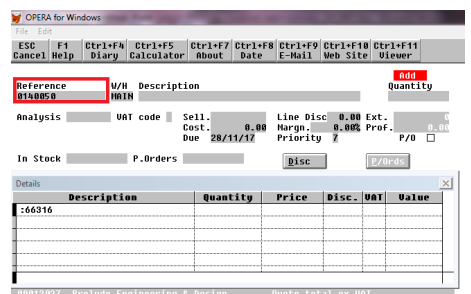 OPERA for Windows
File Edit
ESC F1 Ctrl+F4 Ctrl+F5 Ctrl+F7 Ctrl+F8 Ctrl+F9 Ctrl+F10 Ctrl+F11
Cancel Help Diary Calculator About Date E-Mail Web Site Viewer
Add
Reference W/H Description Quantity
0140050 MAIN
Analysis VAT code Sell. Line Disc 0.00 Ext. 0
Cost. 0.00 Margn. 0.00% Prof. 0.00
Due 28/11/17 Priority 7 P/O
In Stock P.Orders Disc P/Ords
Details
Description Quantity Price Disc. VAT Value
:66316